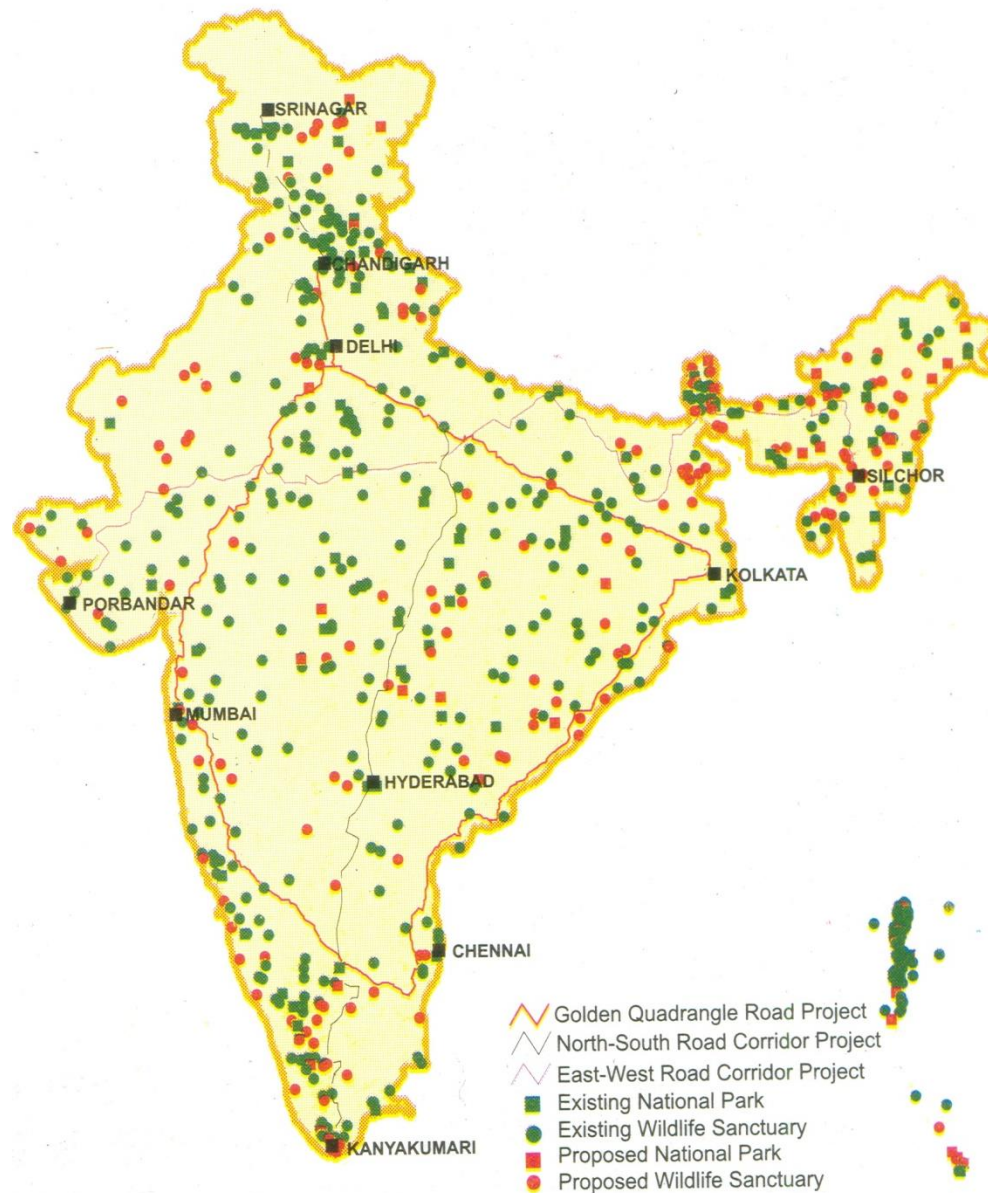 SRINAGAR
CHANDIGARH
DELHI
SILCHOR
KOLKATA
PORBANDAR
MUMBAI
HYDERABAD
CHENNAI
Golden Quadrangle Road Project
North-South Road Corridor Project
East-West Road Corridor Project
Existing National Park
Existing Wildlife Sanctuary
KANYAKUMARI
Proposed National Park
Proposed Wildlife Sanctuary